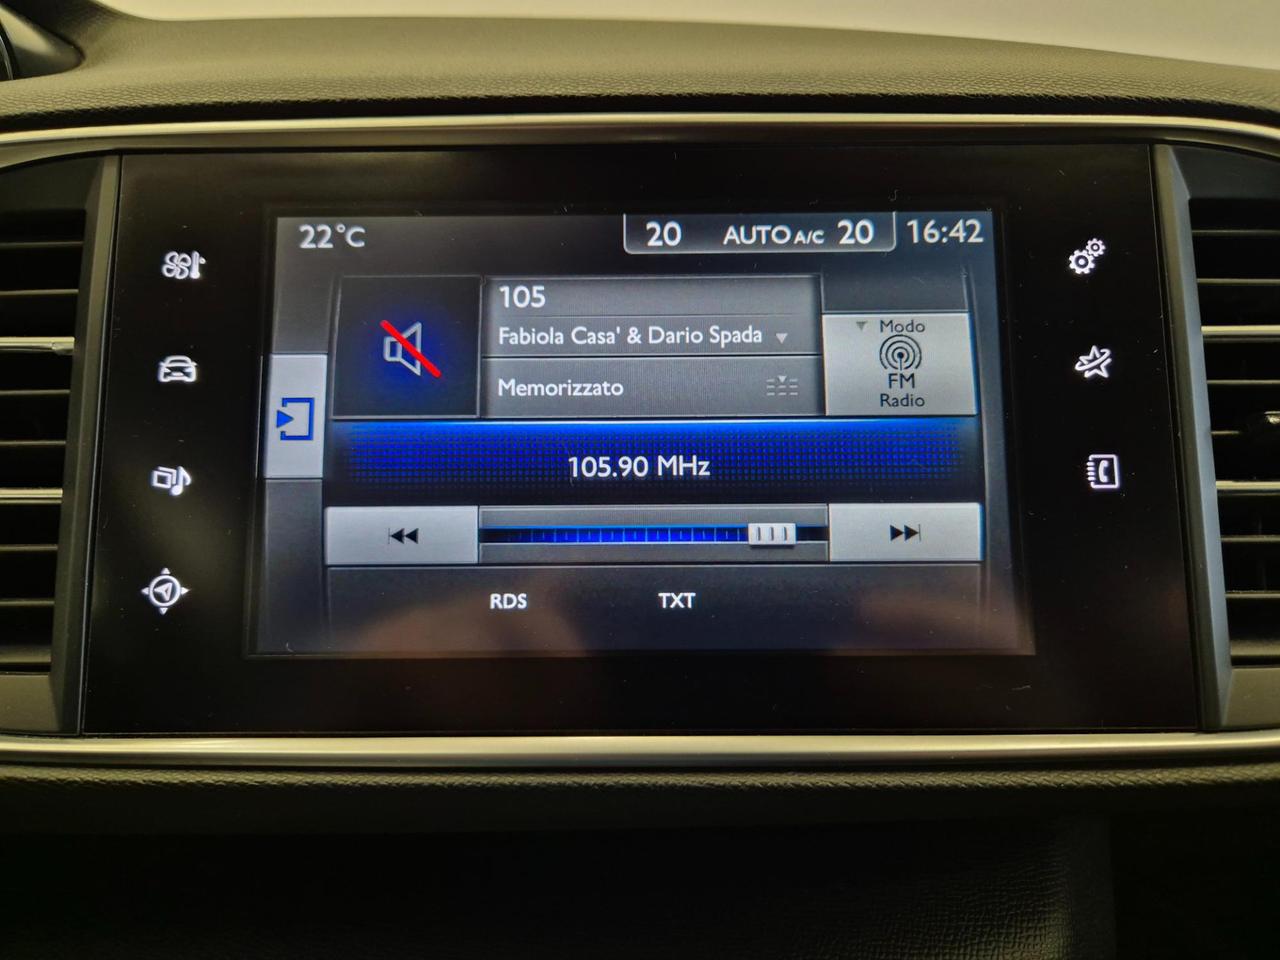 22°C
20 AUTO A/C 20
16:42
105
Fabiola Casa' & Dario Spada
Memorizzato
Modo
FM
Radio
105.90 MHz
RDS TXT